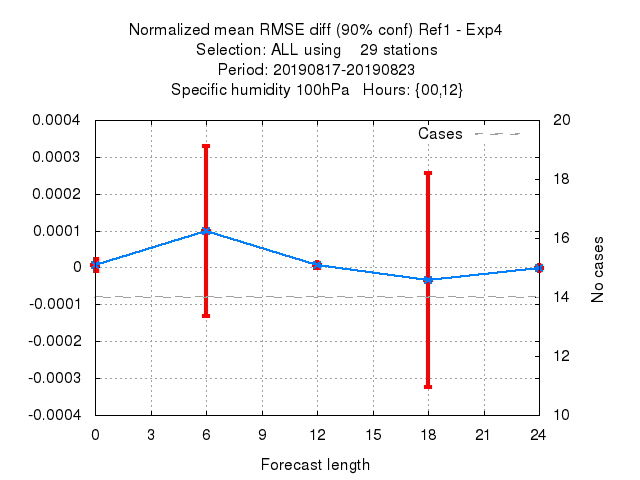 Normalized mean RMSE diff (90% conf) Ref1 - Exp4
Selection: ALL using    29 stations
Period: 20190817-20190823
Specific humidity 100hPa   Hours: {00,12}
Cases
0.0004
0.0003
0.0002
0.0001
0
-0.0001
-0.0002
-0.0003
-0.0004
20
18
16
14
12
10
No cases
0 3 6 9 12 15 18 21 24
Forecast length